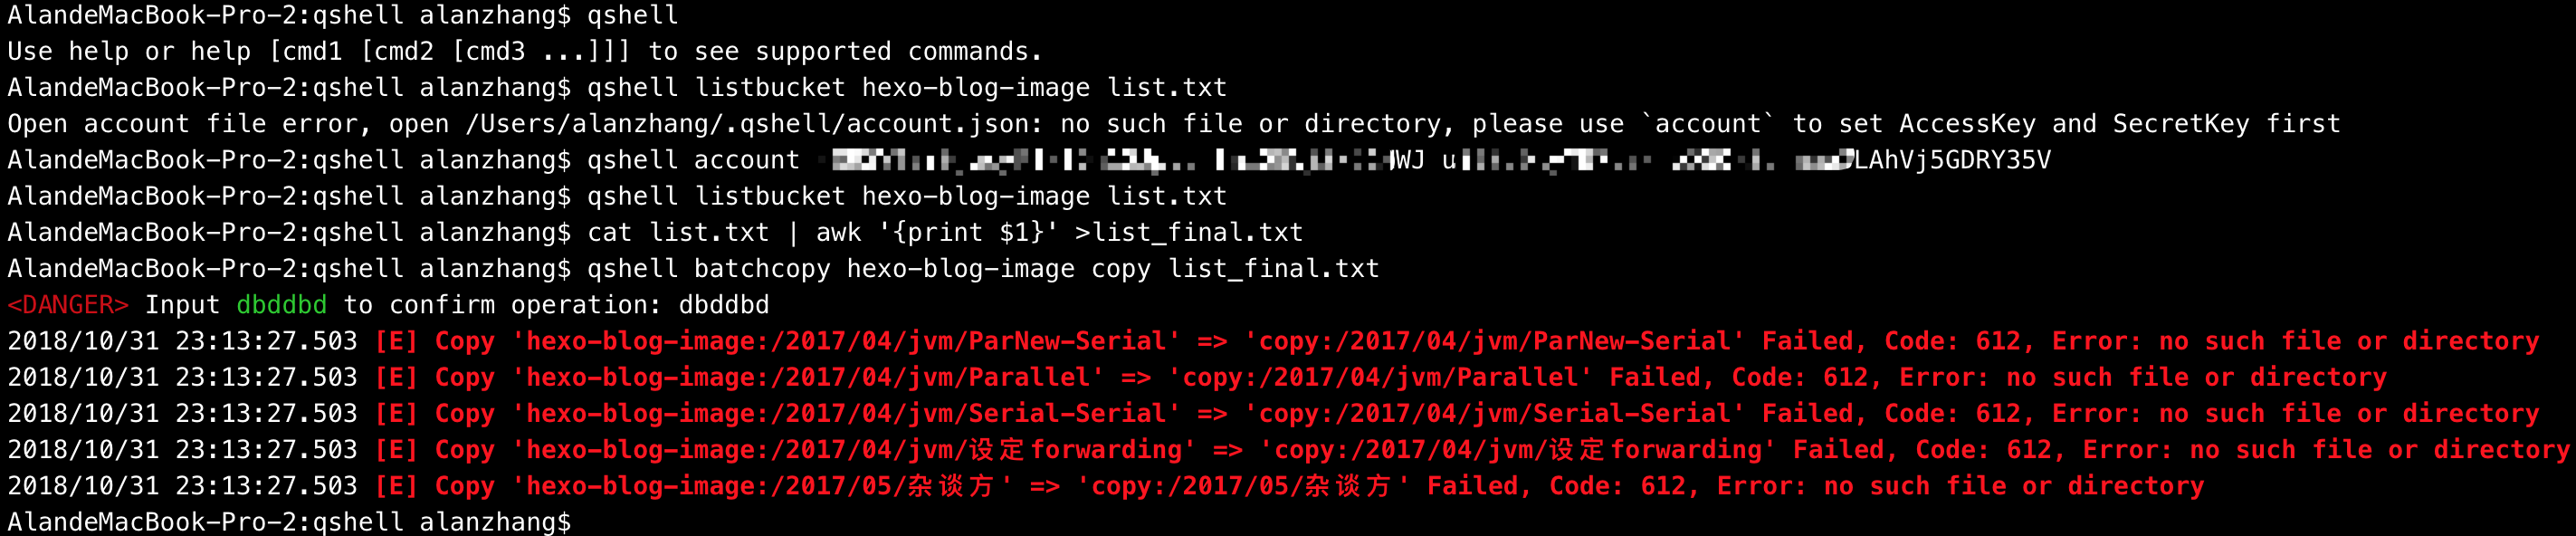 AlandeMacBook-Pro-2:qshell alanzhang$ qshell
Use help or help [cmd1 [cmd2 [cmd3 ...]]] to see supported commands.
AlandeMacBook-Pro-2:qshell alanzhang$ qshell listbucket hexo-blog-image list.txt
Open account file error, open /Users/alanzhang/.qshell/account.json: no such file or directory, please use `account` to set AccessKey and SecretKey first
AlandeMacBook-Pro-2:qshell alanzhang$ qshell account
AlandeMacBook-Pro-2:qshell alanzhang$ qshell listbucket hexo-blog-image list.txt
AlandeMacBook-Pro-2:qshell alanzhang$ cat list.txt | awk '{print $1}' >list_final.txt
AlandeMacBook-Pro-2:qshell alanzhang$ qshell batchcopy hexo-blog-image copy list_final.txt
<DANGER> Input dbddbd to confirm operation: dbddbd
2018/10/31 23:13:27.503 [E] Copy 'hexo-blog-image:/2017/04/jvm/ParNew-Serial' => 'copy:/2017/04/jvm/ParNew-Serial' Failed, Code: 612, Error: no such file or directory
2018/10/31 23:13:27.503 [E] Copy 'hexo-blog-image:/2017/04/jvm/Parallel' => 'copy:/2017/04/jvm/Parallel' Failed, Code: 612, Error: no such file or directory
2018/10/31 23:13:27.503 [E] Copy 'hexo-blog-image:/2017/04/jvm/Serial-Serial' => 'copy:/2017/04/jvm/Serial-Serial' Failed, Code: 612, Error: no such file or directory
2018/10/31 23:13:27.503 [E] Copy 'hexo-blog-image:/2017/04/jvm/设定forwarding' => 'copy:/2017/04/jvm/设定forwarding' Failed, Code: 612, Error: no such file or directory
2018/10/31 23:13:27.503 [E] Copy 'hexo-blog-image:/2017/05/杂谈方' => 'copy:/2017/05/杂谈方' Failed, Code: 612, Error: no such file or directory
AlandeMacBook-Pro-2:qshell alanzhang$